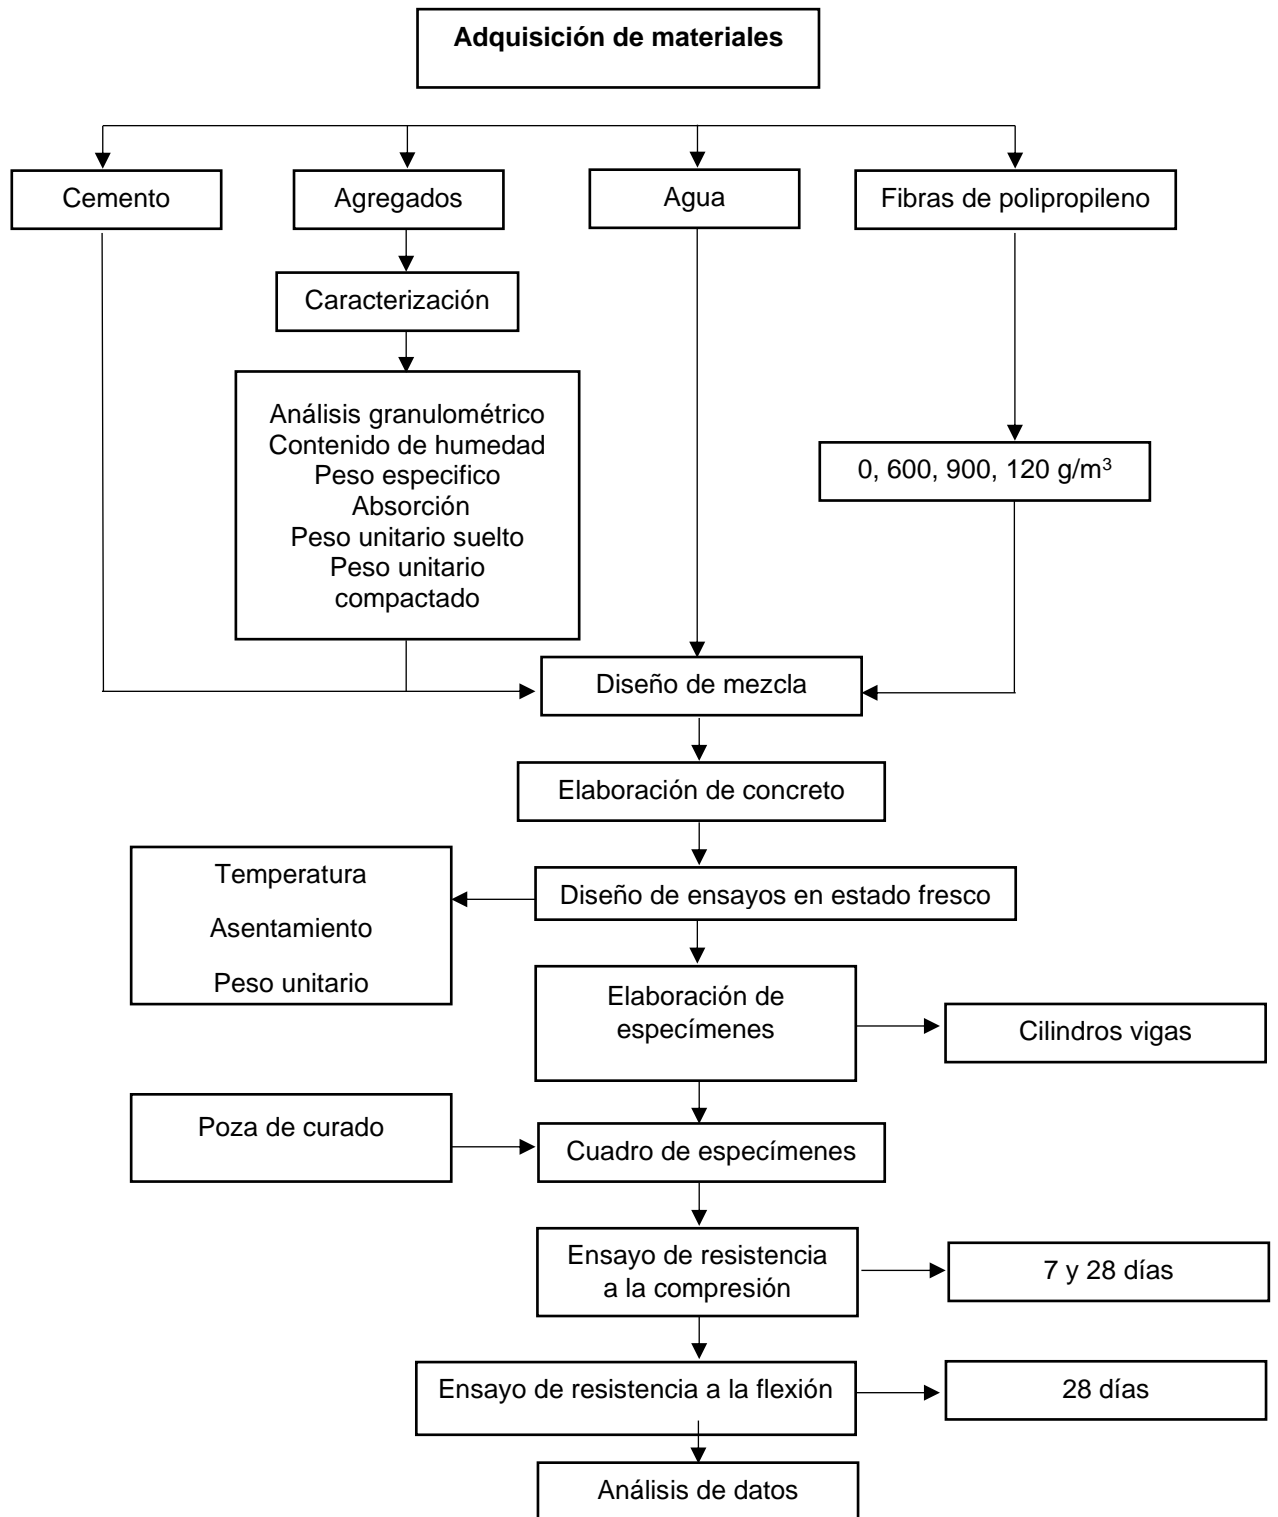 Adquisición de materiales
Cemento
Agregados
Agua
Fibras de polipropileno
Caracterización
Análisis granulométrico
Contenido de humedad
Peso especifico
Absorción
Peso unitario suelto
Peso unitario
compactado
0, 600, 900, 120 g/m³
Diseño de mezcla
Elaboración de concreto
Diseño de ensayos en estado fresco
Temperatura
Asentamiento
Peso unitario
Elaboración de
especímenes
Cilindros vigas
Poza de curado
Cuadro de especímenes
Ensayo de resistencia
a la compresión
7 y 28 días
Ensayo de resistencia a la flexión
28 días
Análisis de datos